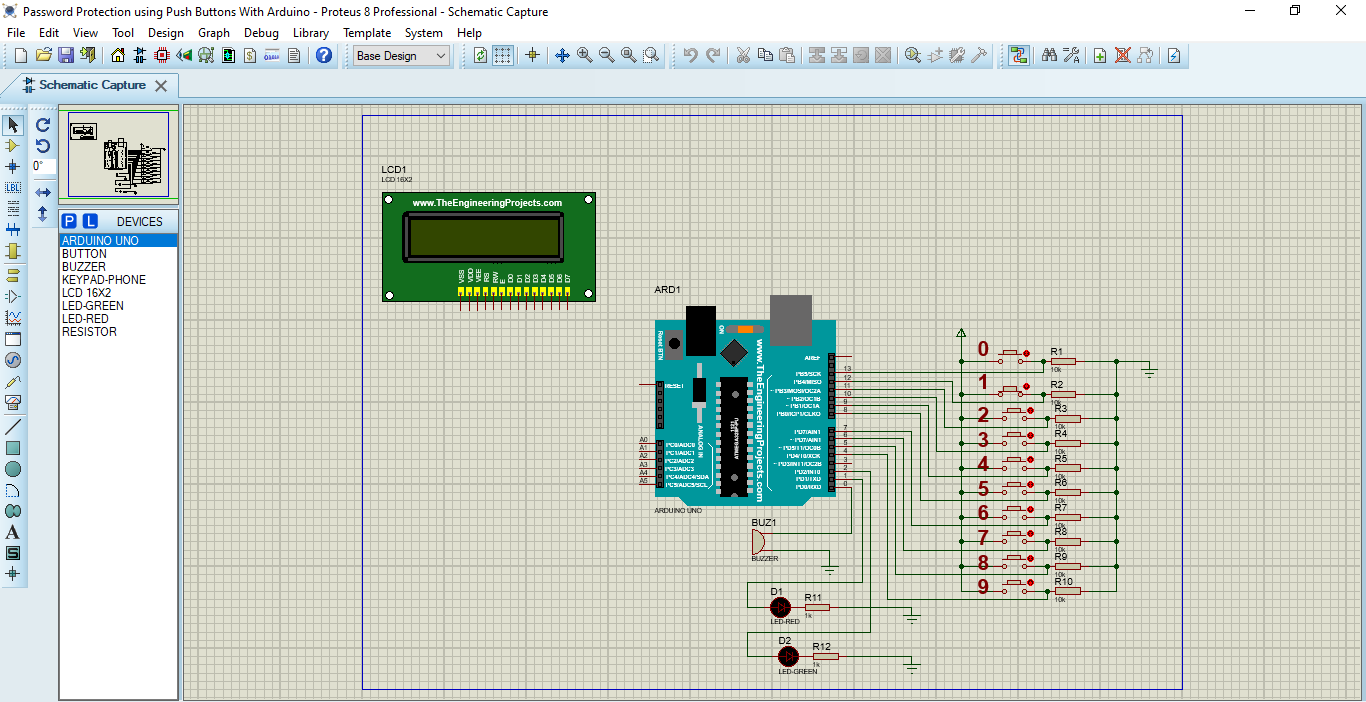 Password Protection using Push Buttons With Arduino - Proteus 8 Professional - Schematic Capture
File Edit View Tool Design Graph Debug Library Template System Help
Base Design
Schematic Capture
0°
LBL
P L DEVICES
ARDUINO UNO
BUTTON
BUZZER
KEYPAD-PHONE
LCD 16X2
LED-GREEN
LED-RED
RESISTOR
LCD1
LCD 16X2
www.TheEngineeringProjects.com
VSS VDD VEE RS RW E D0 D1 D2 D3 D4 D5 D6 D7
ARD1
Reset BTN
ON
www.TheEngineeringProjects.com
AREF
RESET
13
12
11
10
9
8
7
6
5
4
3
2
1
0
A0
A1
A2
A3
A4
A5
PB5/SCK
PB4/MISO
~ PB3/MOSI/OC2A
~ PB2/OC1B
~ PB1/OC1A
PB0/ICP1/CLKO
PD7/AIN1
PD4/T0/XCK
~ PD3/INT1/OC2B
PD2/INT0
PD1/TXD
PD0/RXD
ANALOG IN
PC0/ADC0
PC1/ADC1
PC2/ADC2
PC3/ADC3
PC4/ADC4/SDA
PC5/ADC5/SCL
ARDUINO UNO
BUZ1
BUZZER
D1
LED-RED
R11
1k
D2
LED-GREEN
R12
1k
0 R1
10k
1 R2
10k
2 R3
10k
3 R4
10k
4 R5
10k
5 R6
10k
6 R7
10k
7 R8
10k
8 R9
10k
9 R10
10k